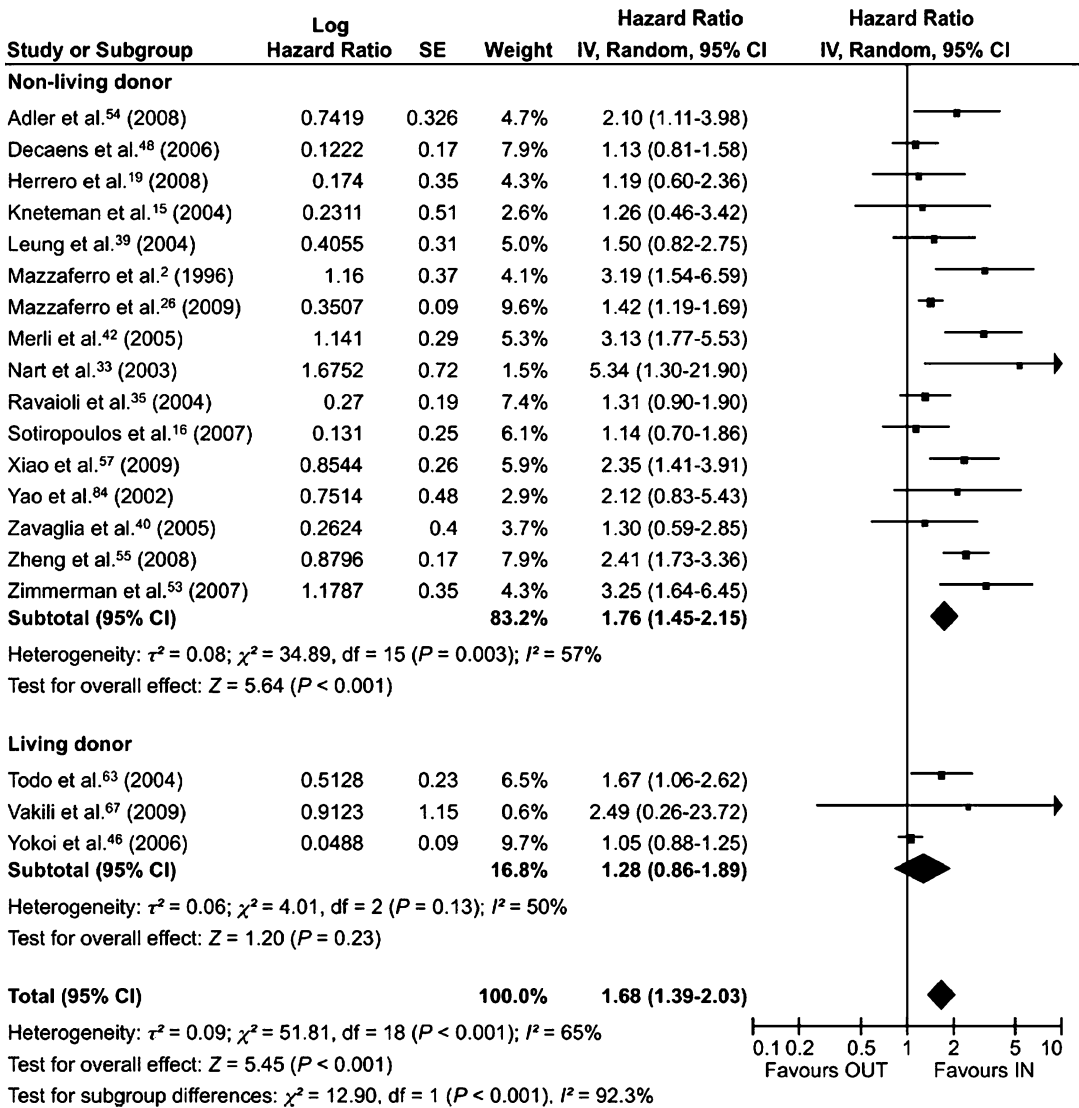 Study or Subgroup Log Hazard Ratio SE Weight Hazard Ratio IV, Random, 95% CI Hazard Ratio IV, Random, 95% CI
Non-living donor
Adler et al.⁵⁴ (2008) 0.7419 0.326 4.7% 2.10 (1.11-3.98)
Decaens et al.⁴⁸ (2006) 0.1222 0.17 7.9% 1.13 (0.81-1.58)
Herrero et al.¹⁹ (2008) 0.174 0.35 4.3% 1.19 (0.60-2.36)
Kneteman et al.¹⁵ (2004) 0.2311 0.51 2.6% 1.26 (0.46-3.42)
Leung et al.³⁹ (2004) 0.4055 0.31 5.0% 1.50 (0.82-2.75)
Mazzaferro et al.² (1996) 1.16 0.37 4.1% 3.19 (1.54-6.59)
Mazzaferro et al.²⁶ (2009) 0.3507 0.09 9.6% 1.42 (1.19-1.69)
Merli et al.⁴² (2005) 1.141 0.29 5.3% 3.13 (1.77-5.53)
Nart et al.³³ (2003) 1.6752 0.72 1.5% 5.34 (1.30-21.90)
Ravaioli et al.³⁵ (2004) 0.27 0.19 7.4% 1.31 (0.90-1.90)
Sotiropoulos et al.¹⁶ (2007) 0.131 0.25 6.1% 1.14 (0.70-1.86)
Xiao et al.⁵⁷ (2009) 0.8544 0.26 5.9% 2.35 (1.41-3.91)
Yao et al.⁸⁴ (2002) 0.7514 0.48 2.9% 2.12 (0.83-5.43)
Zavaglia et al.⁴⁰ (2005) 0.2624 0.4 3.7% 1.30 (0.59-2.85)
Zheng et al.⁵⁵ (2008) 0.8796 0.17 7.9% 2.41 (1.73-3.36)
Zimmerman et al.⁵³ (2007) 1.1787 0.35 4.3% 3.25 (1.64-6.45)
Subtotal (95% CI) 83.2% 1.76 (1.45-2.15)
Heterogeneity: τ² = 0.08; χ² = 34.89, df = 15 (P = 0.003); I² = 57%
Test for overall effect: Z = 5.64 (P < 0.001)
Living donor
Todo et al.⁶³ (2004) 0.5128 0.23 6.5% 1.67 (1.06-2.62)
Vakili et al.⁶⁷ (2009) 0.9123 1.15 0.6% 2.49 (0.26-23.72)
Yokoi et al.⁴⁶ (2006) 0.0488 0.09 9.7% 1.05 (0.88-1.25)
Subtotal (95% CI) 16.8% 1.28 (0.86-1.89)
Heterogeneity: τ² = 0.06; χ² = 4.01, df = 2 (P = 0.13); I² = 50%
Test for overall effect: Z = 1.20 (P = 0.23)
Total (95% CI) 100.0% 1.68 (1.39-2.03)
Heterogeneity: τ² = 0.09; χ² = 51.81, df = 18 (P < 0.001); I² = 65%
Test for overall effect: Z = 5.45 (P < 0.001)
Test for subgroup differences: χ² = 12.90, df = 1 (P < 0.001), I² = 92.3%
0.1 0.2 0.5 1 2 5 10
Favours OUT Favours IN